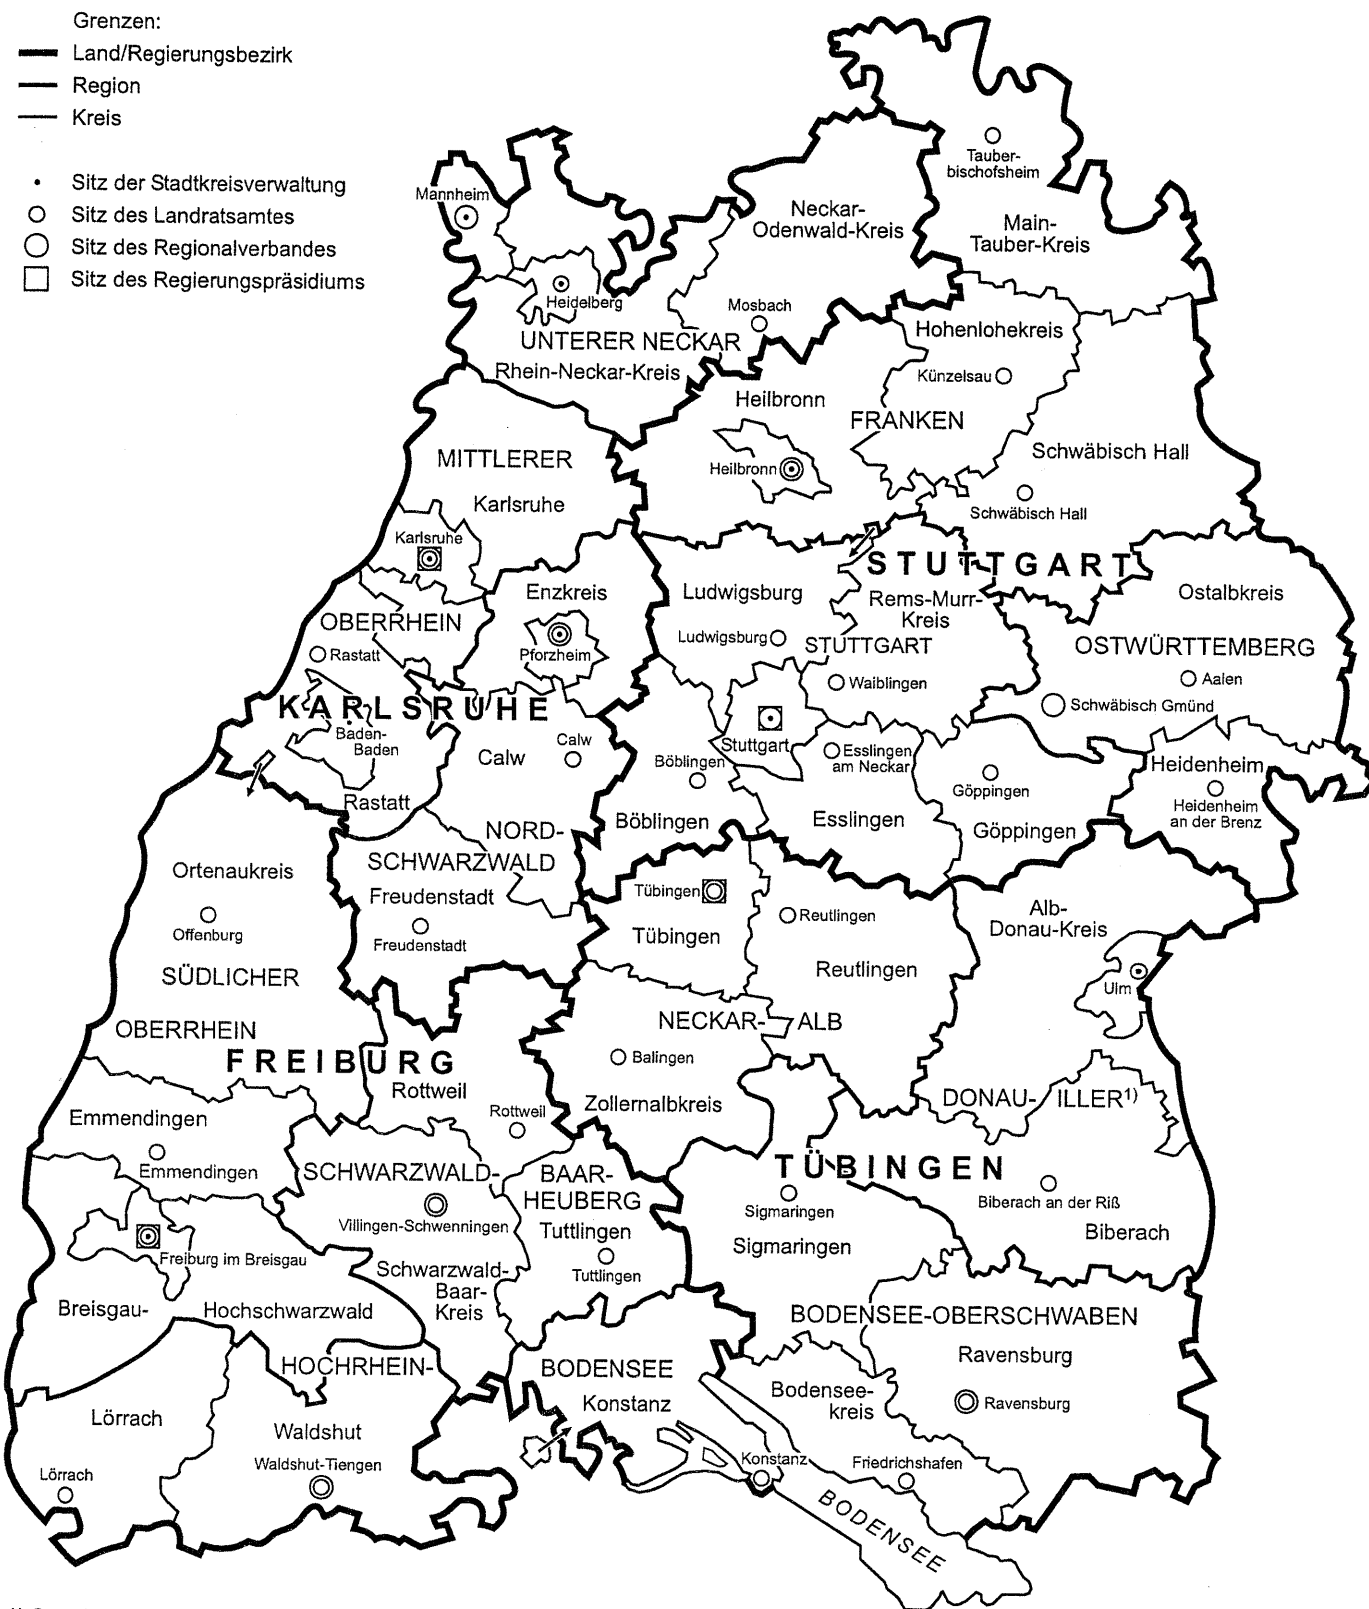 Grenzen:
Land/Regierungsbezirk
Region
Kreis
Sitz der Stadtkreisverwaltung
Sitz des Landratsamtes
Sitz des Regionalverbandes
Sitz des Regierungspräsidiums
Tauber-
bischofsheim
Main-
Tauber-Kreis
Mannheim
Neckar-
Odenwald-Kreis
Heidelberg
Mosbach
UNTERER NECKAR
Rhein-Neckar-Kreis
Hohenlohekreis
Künzelsau
Heilbronn
FRANKEN
Heilbronn
Schwäbisch Hall
Schwäbisch Hall
MITTLERER
Karlsruhe
Karlsruhe
OBERRHEIN
Rastatt
Enzkreis
Pforzheim
STUTTGART
Ludwigsburg
Rems-Murr-
Kreis
Ludwigsburg
STUTTGART
Waiblingen
Ostalbkreis
OSTWÜRTTEMBERG
Aalen
Schwäbisch Gmünd
KARLSRUHE
Baden-
Baden
Rastatt
Calw
Calw
Stuttgart
Böblingen
Böblingen
Esslingen
am Neckar
Esslingen
Göppingen
Göppingen
Heidenheim
Heidenheim
an der Brenz
NORD-
SCHWARZWALD
Freudenstadt
Freudenstadt
Ortenaukreis
Offenburg
SÜDLICHER
OBERRHEIN
Tübingen
Tübingen
Reutlingen
Reutlingen
Alb-
Donau-Kreis
Ulm
NECKAR- ALB
Balingen
Zollernalbkreis
FREIBURG
Rottweil
Rottweil
DONAU- ILLER¹⁾
Emmendingen
Emmendingen
SCHWARZWALD-
Villingen-Schwenningen
BAAR-
HEUBERG
Tuttlingen
Tuttlingen
TÜBINGEN
Sigmaringen
Sigmaringen
Biberach an der Riß
Biberach
Freiburg im Breisgau
Schwarzwald-
Baar-
Kreis
Breisgau- Hochschwarzwald
BODENSEE-OBERSCHWABEN
Ravensburg
Ravensburg
HOCHRHEIN-
BODENSEE
Konstanz
Bodensee-
kreis
Lörrach
Lörrach
Waldshut
Waldshut-Tiengen
Konstanz
Friedrichshafen
BODENSEE